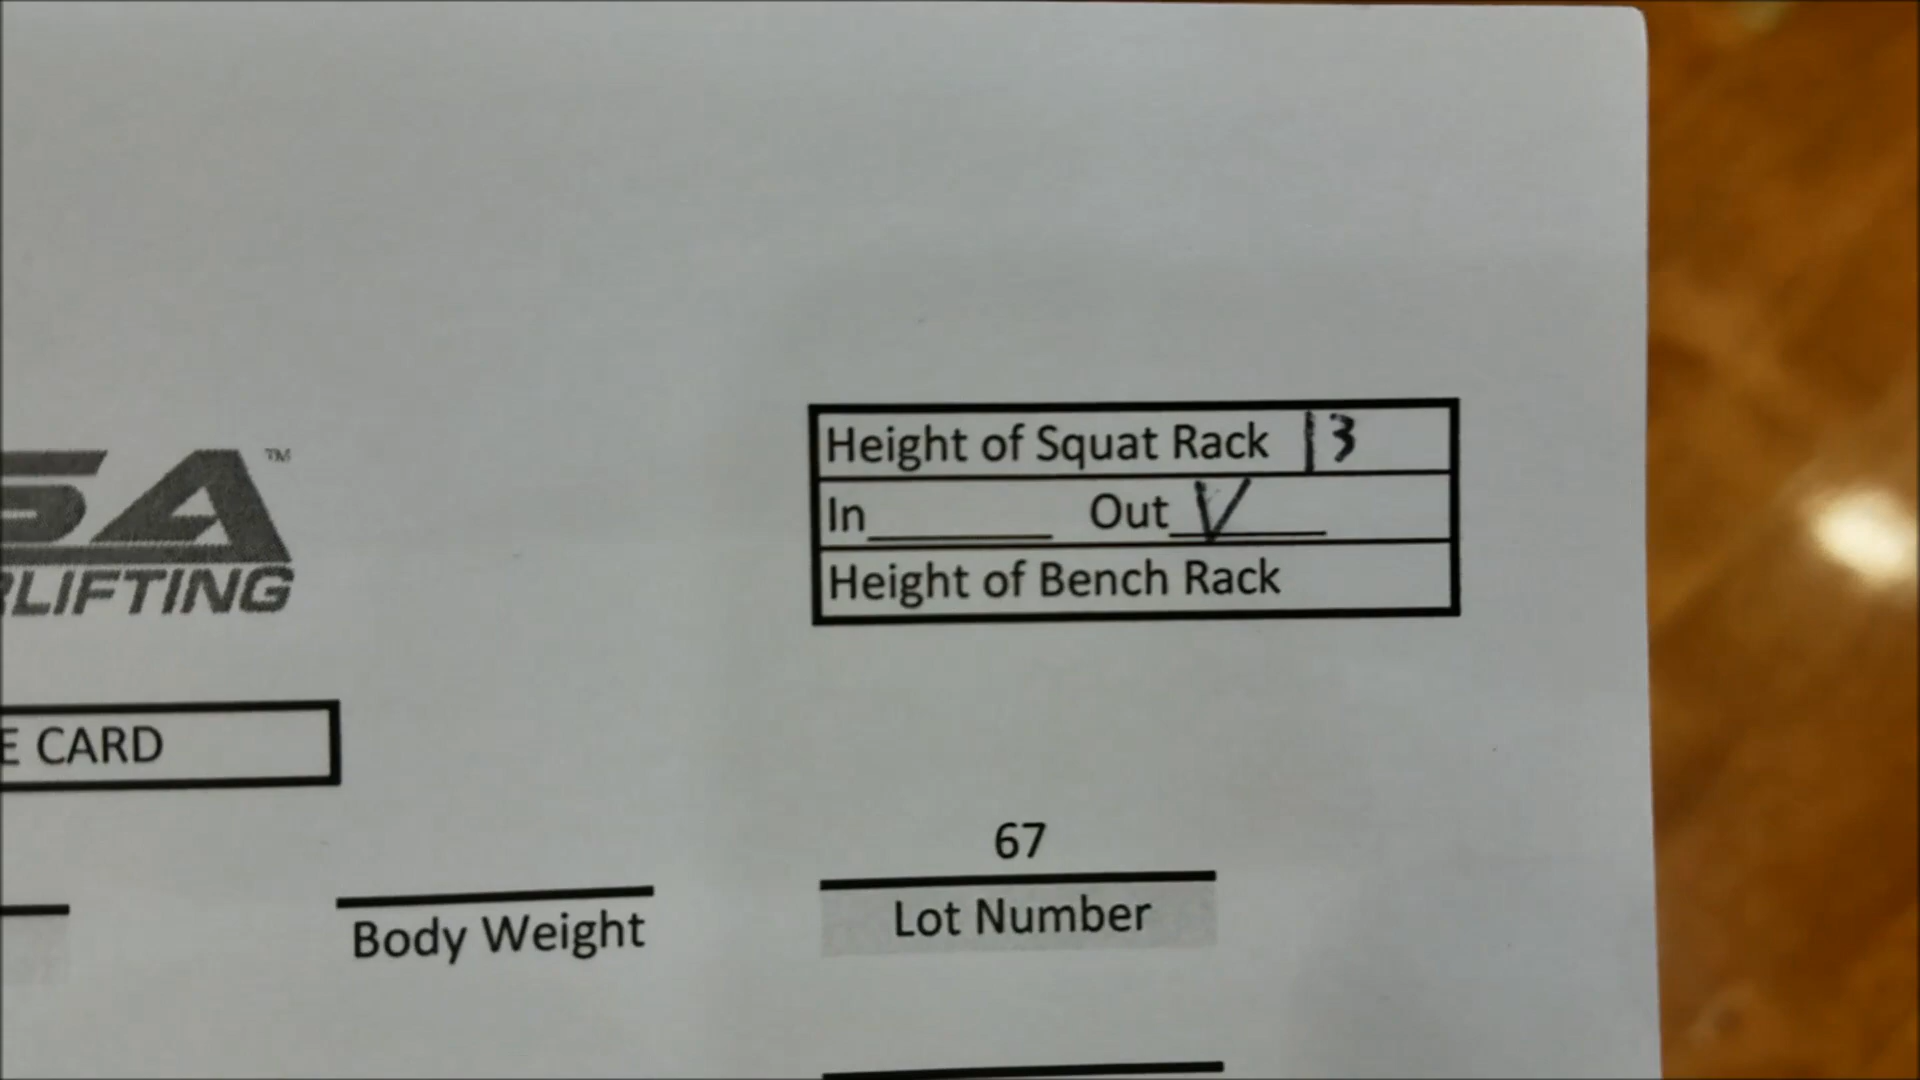 Height of Squat Rack 13
In Out V
Height of Bench Rack
SA™
LIFTING
E CARD
67
Body Weight
Lot Number